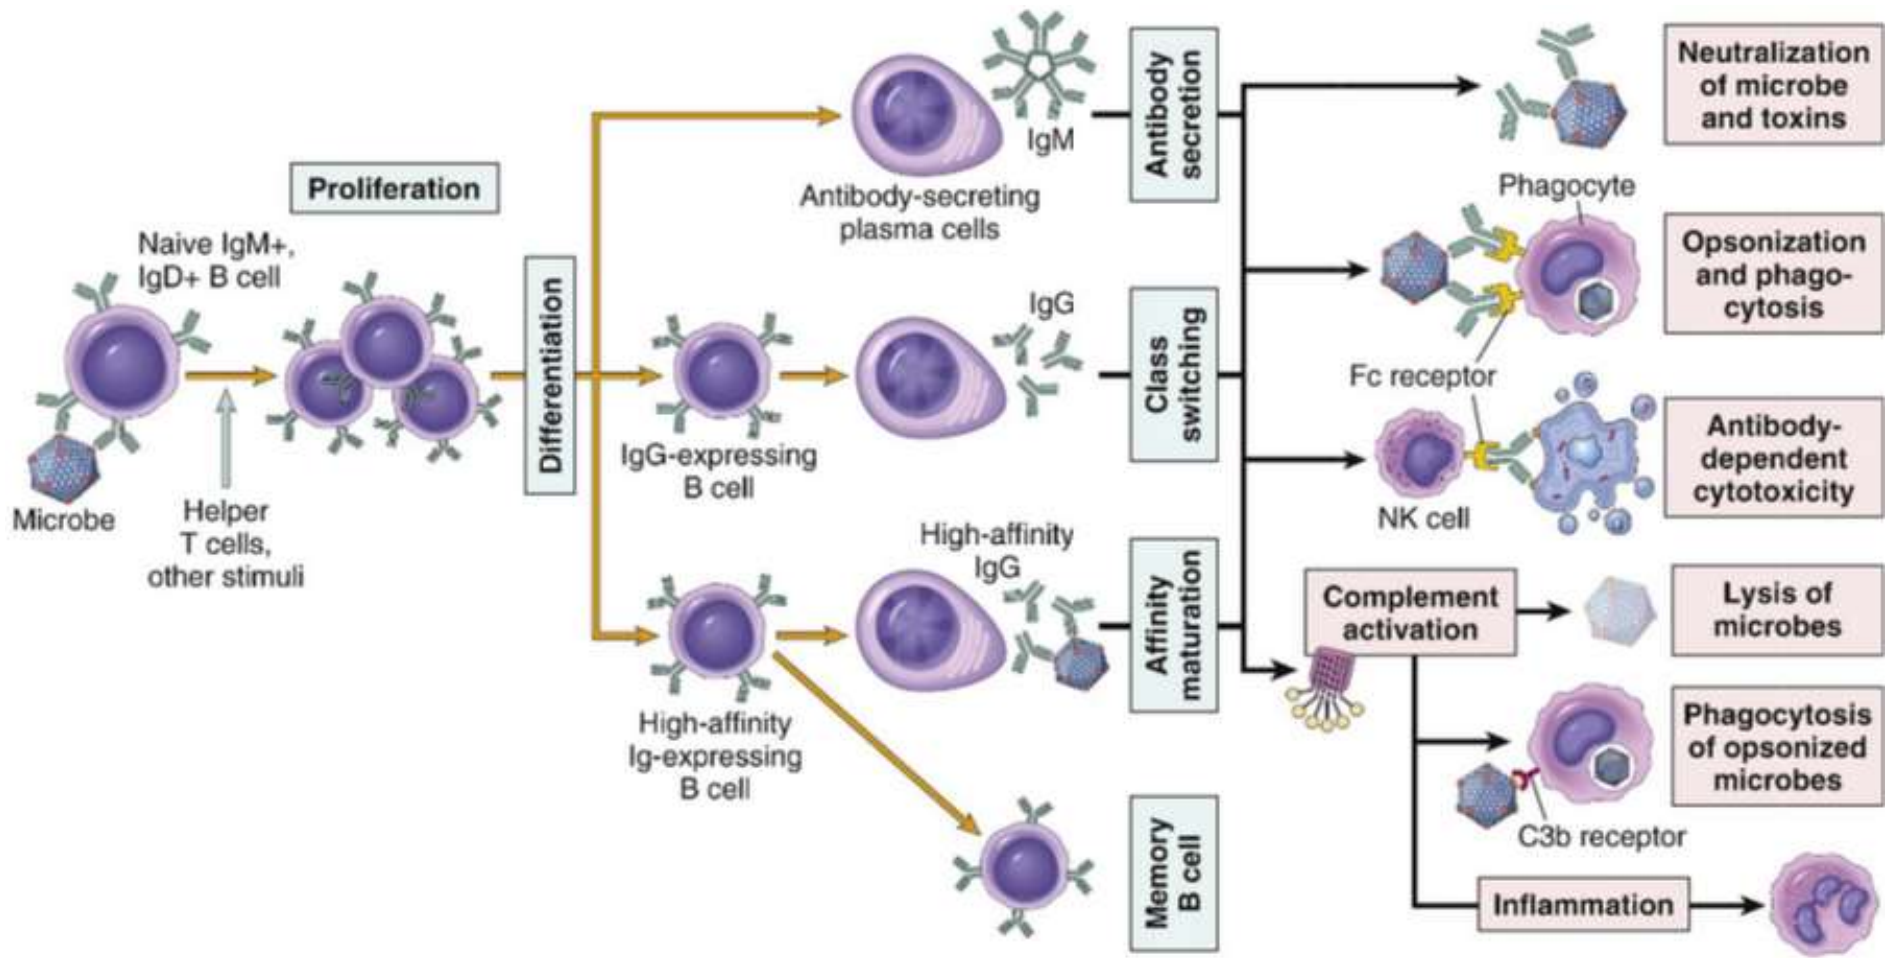 Proliferation
Naive IgM+,
IgD+ B cell
Microbe
Helper
T cells,
other stimuli
Differentiation
IgM
Antibody-secreting
plasma cells
IgG-expressing
B cell
IgG
High-affinity
Ig-expressing
B cell
High-affinity
IgG
Antibody
secretion
Class
switching
Affinity
maturation
Memory
B cell
Neutralization
of microbe
and toxins
Phagocyte
Opsonization
and phago-
cytosis
Fc receptor
NK cell
Antibody-
dependent
cytotoxicity
Complement
activation
Lysis of
microbes
Phagocytosis
of opsonized
microbes
C3b receptor
Inflammation